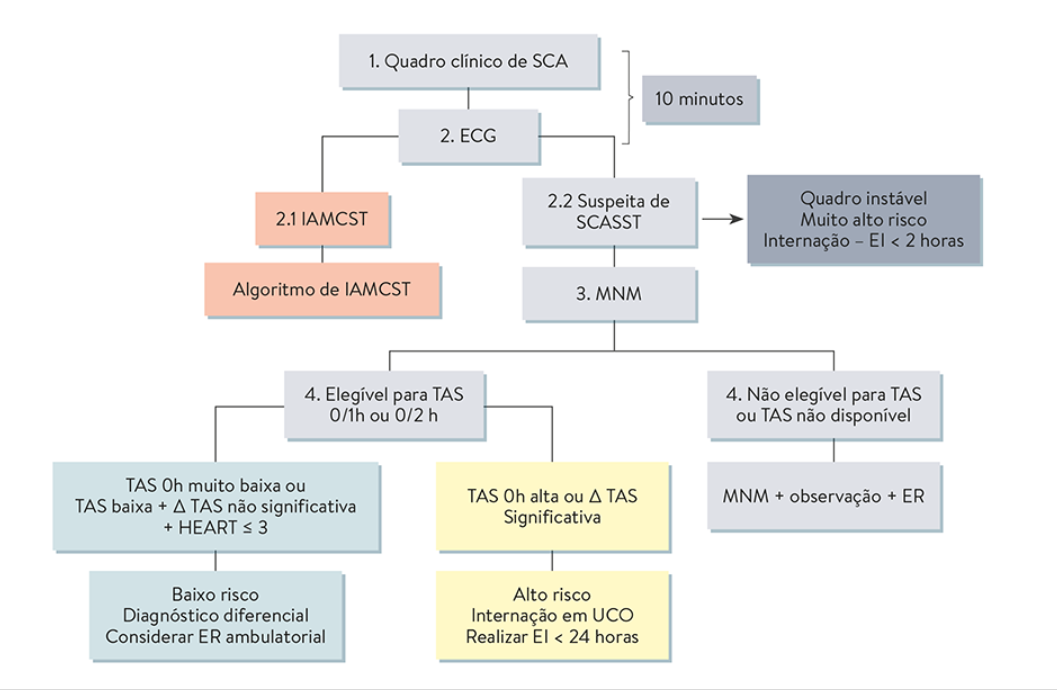 1. Quadro clínico de SCA
10 minutos
2. ECG
2.1 IAMCST
2.2 Suspeita de
SCASST
Quadro instável
Muito alto risco
Internação – EI < 2 horas
Algoritmo de IAMCST
3. MNM
4. Elegível para TAS
0/1h ou 0/2 h
4. Não elegível para TAS
ou TAS não disponível
TAS 0h muito baixa ou
TAS baixa + Δ TAS não significativa
+ HEART ≤ 3
TAS 0h alta ou Δ TAS
Significativa
MNM + observação + ER
Baixo risco
Diagnóstico diferencial
Considerar ER ambulatorial
Alto risco
Internação em UCO
Realizar EI < 24 horas